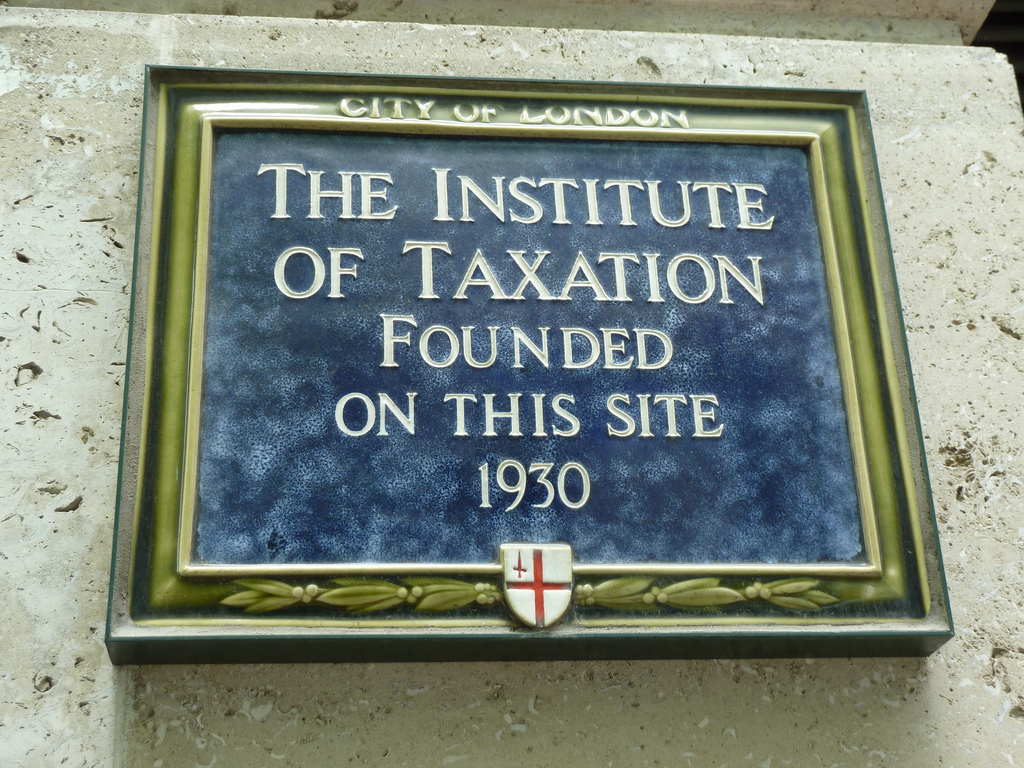 CITY OF LONDON
THE INSTITUTE
OF TAXATION
FOUNDED
ON THIS SITE
1930